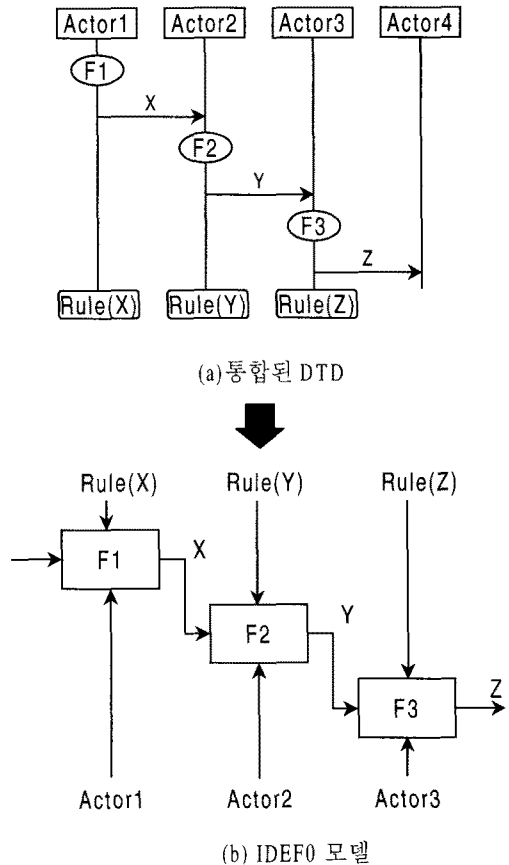 Actor1 Actor2 Actor3 Actor4
F1
X
F2
Y
F3
Z
Rule(X) Rule(Y) Rule(Z)
(a)통합된 DTD
Rule(X) Rule(Y) Rule(Z)
F1 X
F2 Y
F3 Z
Actor1 Actor2 Actor3
(b) IDEF0 모델